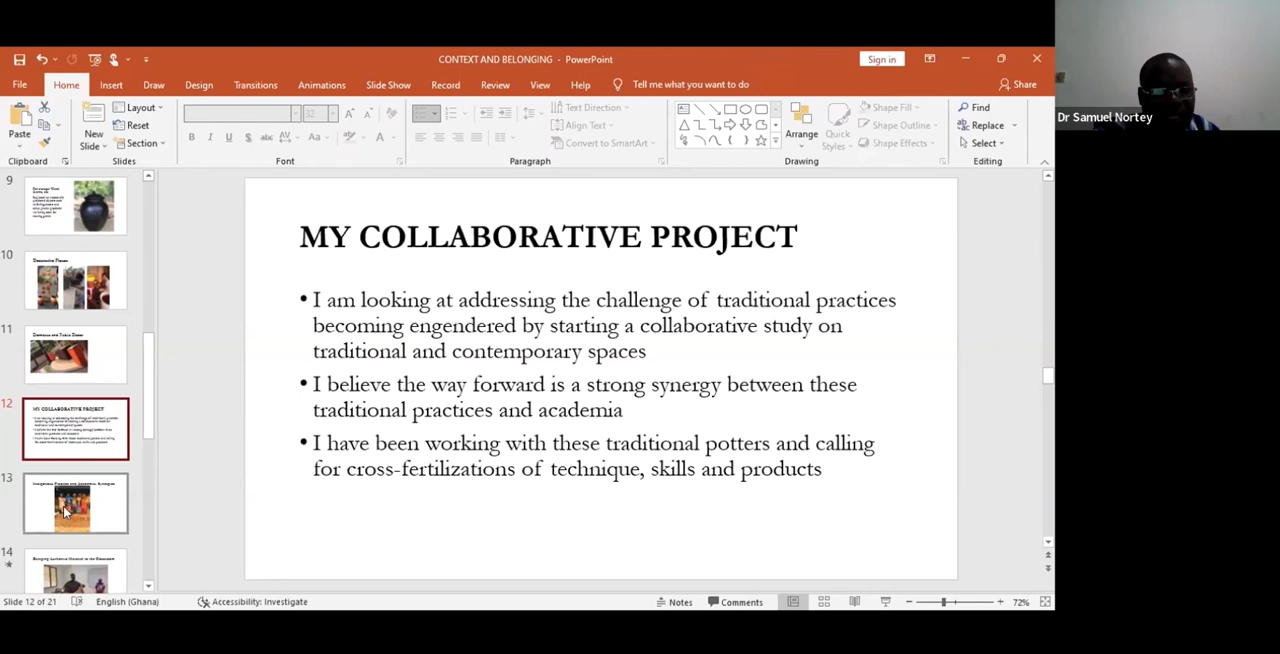 CONTEXT AND BELONGING - PowerPoint
Sign in
File Home Insert Draw Design Transitions Animations Slide Show Record Review View Help Tell me what you want to do Share
Paste
Clipboard
New Slide
Layout
Reset
Section
Slides
32
Font
Text Direction
Align Text
Convert to SmartArt
Paragraph
Arrange
Quick Styles
Shape Fill
Shape Outline
Shape Effects
Drawing
Find
Replace
Select
Editing
Dr Samuel Nortey
9
10
Decorative Pieces
11
12
MY COLLABORATIVE PROJECT
13
14
MY COLLABORATIVE PROJECT
• I am looking at addressing the challenge of traditional practices
becoming engendered by starting a collaborative study on
traditional and contemporary spaces
• I believe the way forward is a strong synergy between these
traditional practices and academia
• I have been working with these traditional potters and calling
for cross-fertilizations of technique, skills and products
Slide 12 of 21 English (Ghana) Accessibility: Investigate Notes Comments 72%